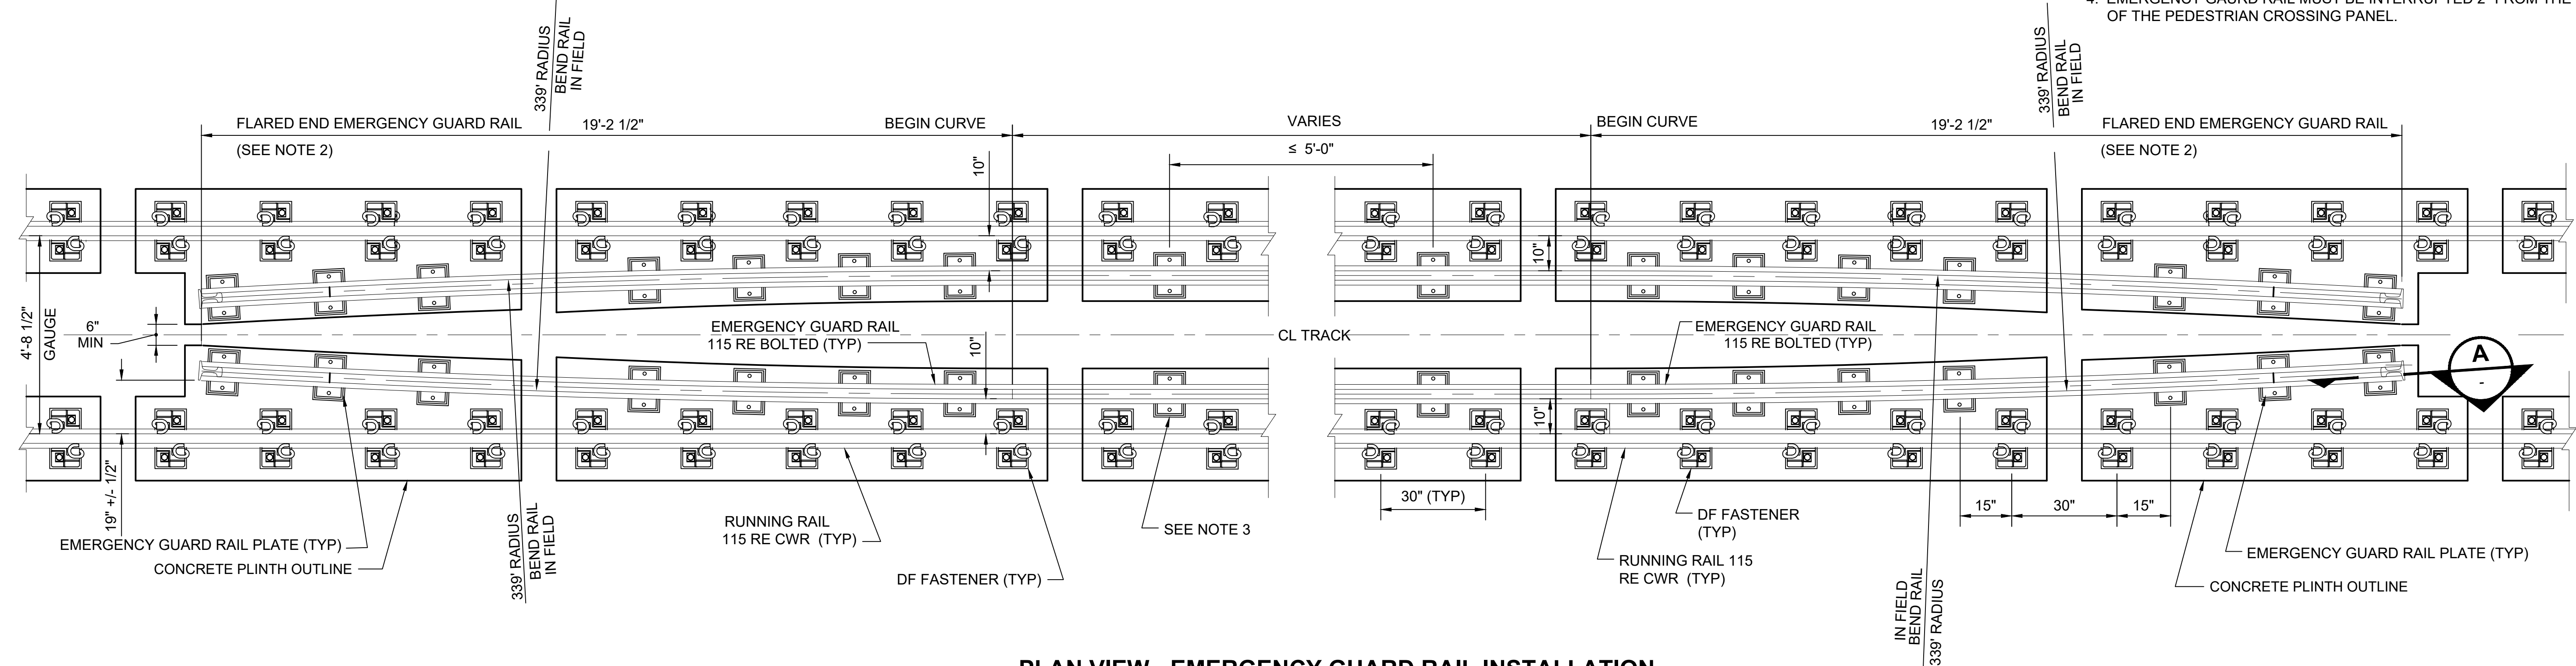 4. EMERGENCY GAURD RAIL MUST BE INTERRUPTED 2" FROM THE
OF THE PEDESTRIAN CROSSING PANEL.
339' RADIUS
BEND RAIL
IN FIELD
339' RADIUS
BEND RAIL
IN FIELD
FLARED END EMERGENCY GUARD RAIL
(SEE NOTE 2)
19'-2 1/2"
BEGIN CURVE
VARIES
≤ 5'-0"
BEGIN CURVE
19'-2 1/2"
FLARED END EMERGENCY GUARD RAIL
(SEE NOTE 2)
10"
10"
4'-8 1/2"
GAUGE
6"
MIN
EMERGENCY GUARD RAIL
115 RE BOLTED (TYP)
10"
CL TRACK
EMERGENCY GUARD RAIL
115 RE BOLTED (TYP)
A
-
10"
19" +/- 1/2"
30" (TYP)
15"
30"
15"
EMERGENCY GUARD RAIL PLATE (TYP)
CONCRETE PLINTH OUTLINE
339' RADIUS
BEND RAIL
IN FIELD
RUNNING RAIL
115 RE CWR (TYP)
DF FASTENER (TYP)
SEE NOTE 3
DF FASTENER
(TYP)
RUNNING RAIL 115
RE CWR (TYP)
IN FIELD
BEND RAIL
339' RADIUS
EMERGENCY GUARD RAIL PLATE (TYP)
CONCRETE PLINTH OUTLINE
PLAN VIEW - EMERGENCY GUARD RAIL INSTALLATION